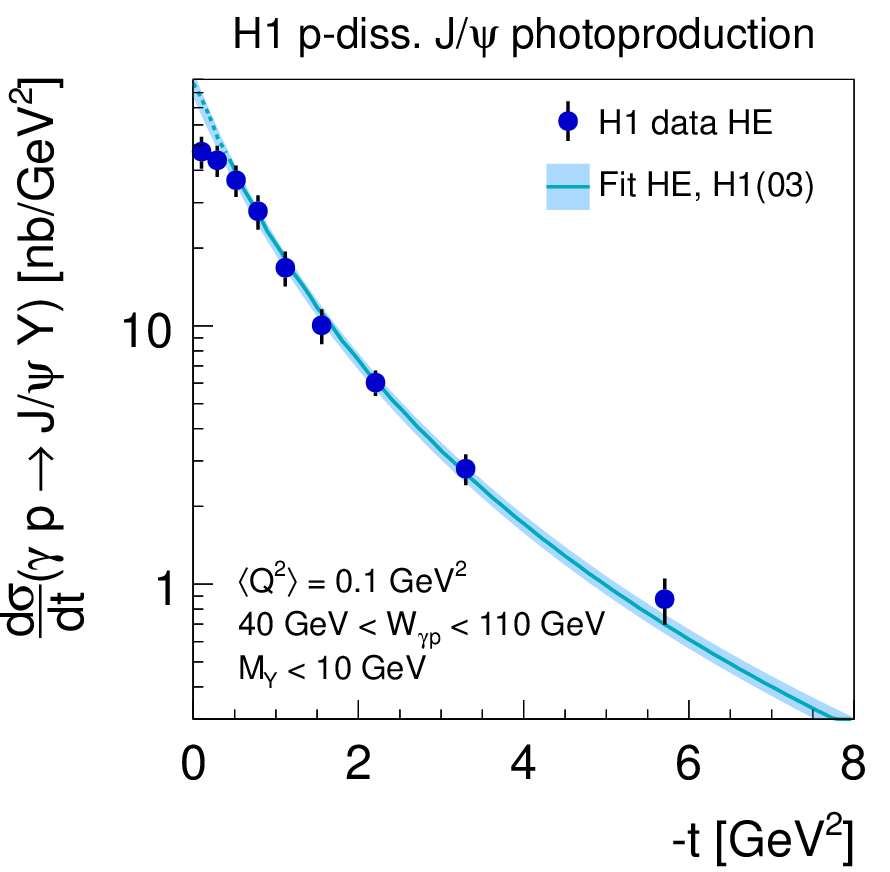 H1 p-diss. J/ψ photoproduction
dσ/dt(γ p → J/ψ Y) [nb/GeV²]
H1 data HE
Fit HE, H1(03)
10
1
⟨Q²⟩ = 0.1 GeV²
40 GeV < W_γp < 110 GeV
M_Y < 10 GeV
0 2 4 6 8
-t [GeV²]